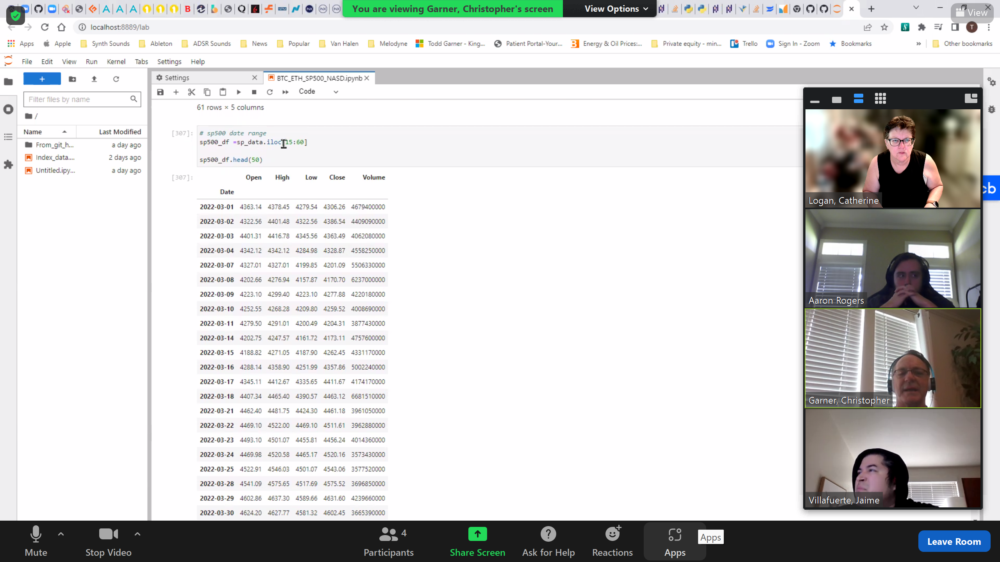 You are viewing Garner, Christopher's screen
View Options
View
localhost:8889/lab
T
Apps
Apple
Synth Sounds
Ableton
ADSR Sounds
News
Popular
Van Halen
Melodyne
Todd Garner - King...
Patient Portal-Your...
Energy & Oil Prices:...
Private equity - min...
Trello
Sign In - Zoom
Bookmarks
»
Other bookmarks
File
Edit
View
Run
Kernel
Tabs
Settings
Help
Settings
BTC_ETH_SP500_NASD.ipynb
Code
Filter files by name
/
Name
Last Modified
From_git_h...
a day ago
Index_data....
2 days ago
Untitled.ipy...
a day ago
61 rows × 5 columns
[307]:
# sp500 date range
sp500_df =sp_data.iloc[15:60]
sp500_df.head(50)
[307]:
Open High Low Close Volume
Date
2022-03-01 4363.14 4378.45 4279.54 4306.26 4679400000
2022-03-02 4322.56 4401.48 4322.56 4386.54 4409090000
2022-03-03 4401.31 4416.78 4345.56 4363.49 4062080000
2022-03-04 4342.12 4342.12 4284.98 4328.87 4558250000
2022-03-07 4327.01 4327.01 4199.85 4201.09 5506330000
2022-03-08 4202.66 4276.94 4157.87 4170.70 6237000000
2022-03-09 4223.10 4299.40 4223.10 4277.88 4220180000
2022-03-10 4252.55 4268.28 4209.80 4259.52 4008690000
2022-03-11 4279.50 4291.01 4200.49 4204.31 3877430000
2022-03-14 4202.75 4247.57 4161.72 4173.11 4757600000
2022-03-15 4188.82 4271.05 4187.90 4262.45 4331170000
2022-03-16 4288.14 4358.90 4251.99 4357.86 5002240000
2022-03-17 4345.11 4412.67 4335.65 4411.67 4174170000
2022-03-18 4407.34 4465.40 4390.57 4463.12 6681510000
2022-03-21 4462.40 4481.75 4424.30 4461.18 3961050000
2022-03-22 4469.10 4522.00 4469.10 4511.61 3962880000
2022-03-23 4493.10 4501.07 4455.81 4456.24 4014360000
2022-03-24 4469.98 4520.58 4465.17 4520.16 3573430000
2022-03-25 4522.91 4546.03 4501.07 4543.06 3577520000
2022-03-28 4541.09 4575.65 4517.69 4575.52 3696850000
2022-03-29 4602.86 4637.30 4589.66 4631.60 4239660000
2022-03-30 4624.20 4627.77 4581.32 4602.45 3665390000
Logan, Catherine
Aaron Rogers
Garner, Christopher
Villafuerte, Jaime
cb
Mute
Stop Video
4
Participants
Share Screen
Ask for Help
Reactions
Apps
Apps
Leave Room